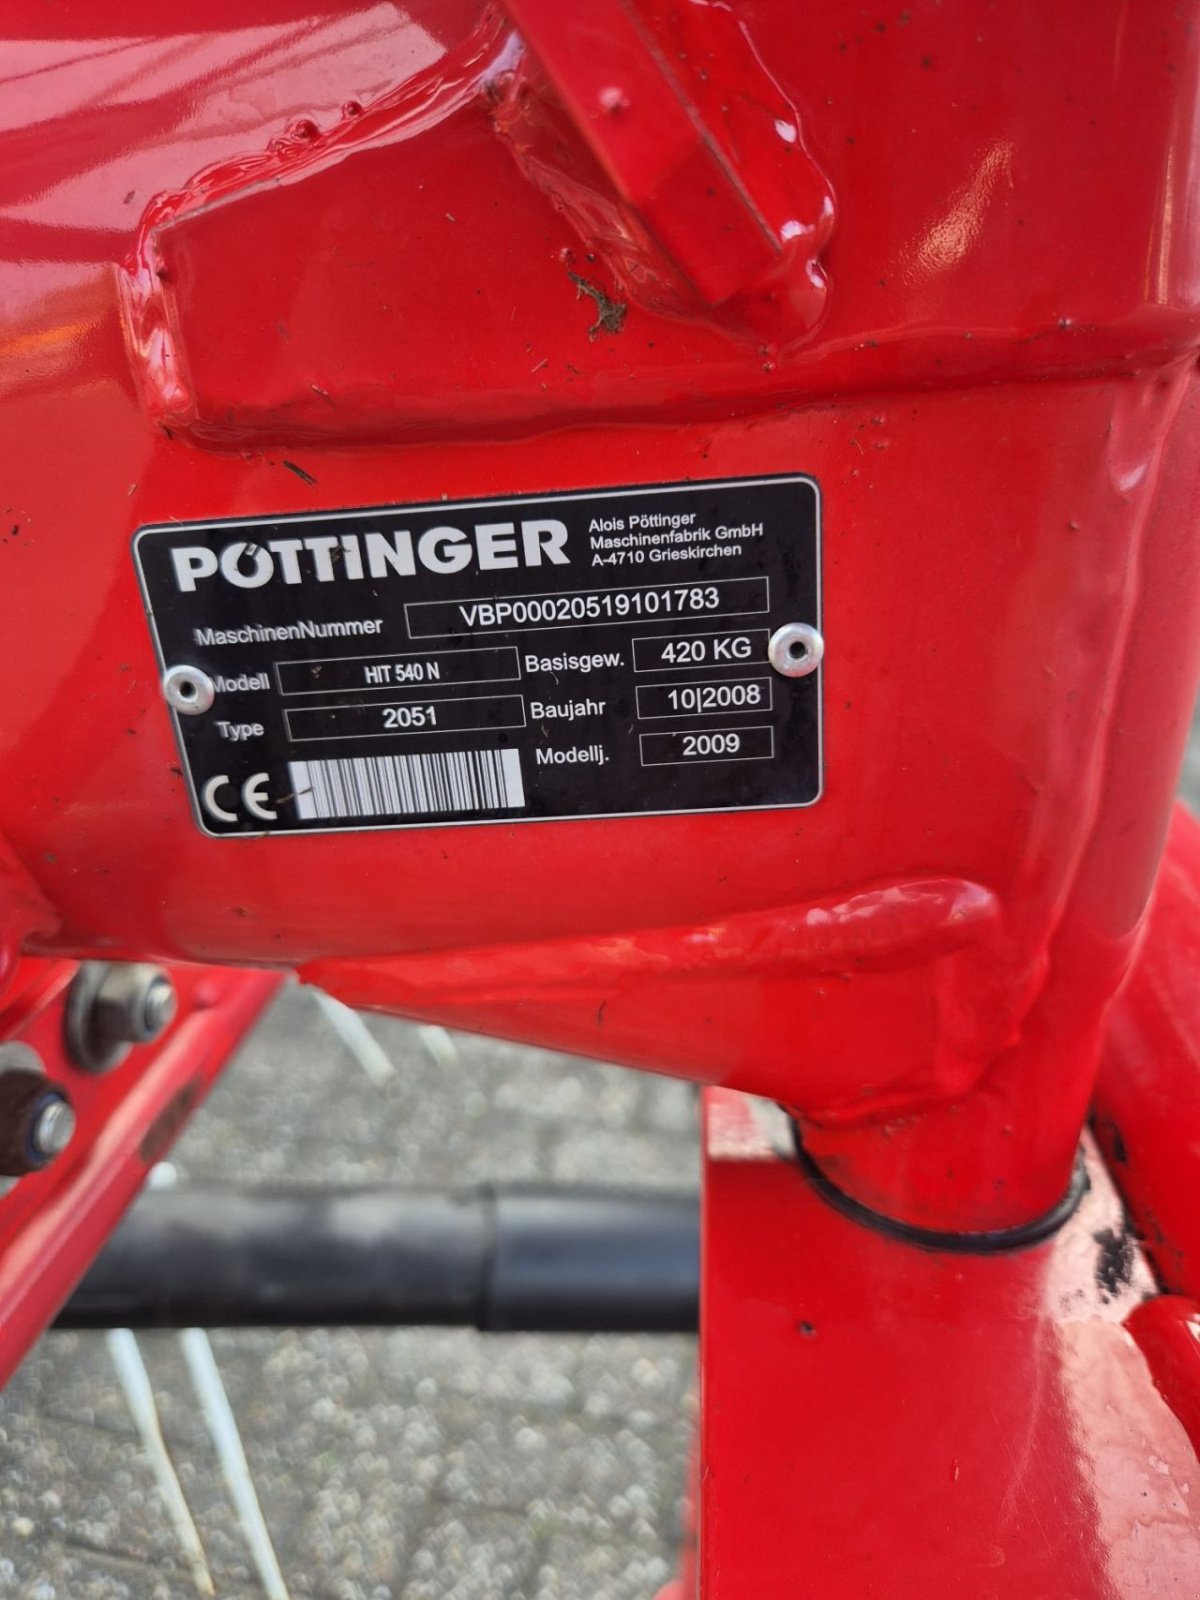 PÖTTINGER
Alois Pöttinger
Maschinenfabrik GmbH
A-4710 Grieskirchen
MaschinenNummer VBP00020519101783
Modell HIT 540 N Basisgew. 420 KG
Type 2051 Baujahr 10|2008
Modellj. 2009
CE